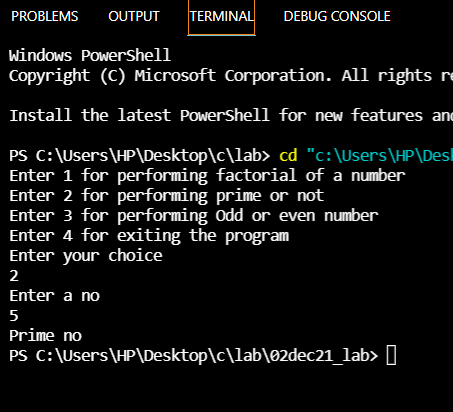 PROBLEMS OUTPUT TERMINAL DEBUG CONSOLE
Windows PowerShell
Copyright (C) Microsoft Corporation. All rights re
Install the latest PowerShell for new features and
PS C:\Users\HP\Desktop\c\lab> cd "c:\Users\HP\Desk
Enter 1 for performing factorial of a number
Enter 2 for performing prime or not
Enter 3 for performing Odd or even number
Enter 4 for exiting the program
Enter your choice
2
Enter a no
5
Prime no
PS C:\Users\HP\Desktop\c\lab\02dec21_lab>